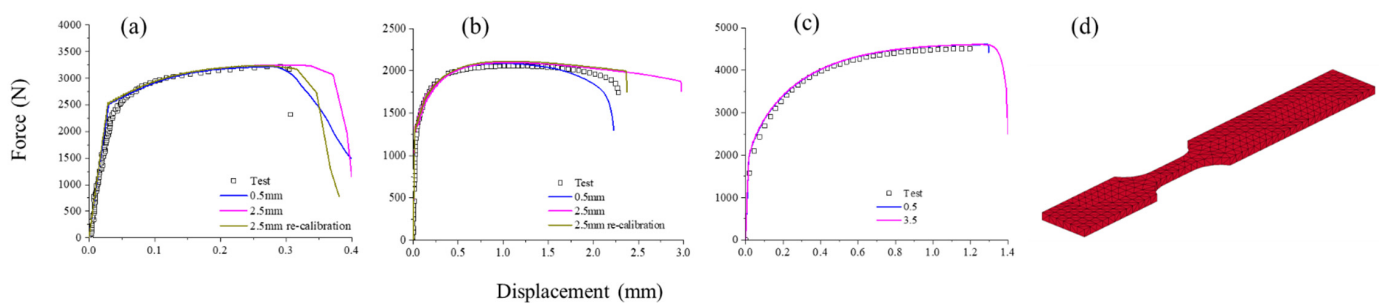 (a)
4000
3500
3000
2500
2000
1500
1000
500
0
0.0
0.1
0.2
0.3
0.4
Test
0.5mm
2.5mm
2.5mm re-calibration
(b)
2500
2000
1500
1000
500
0
0.0
0.5
1.0
1.5
2.0
2.5
3.0
Test
0.5mm
2.5mm
2.5mm re-calibration
(c)
5000
4000
3000
2000
1000
0
0.0
0.2
0.4
0.6
0.8
1.0
1.2
1.4
Test
0.5
3.5
(d)
Force (N)
Displacement (mm)